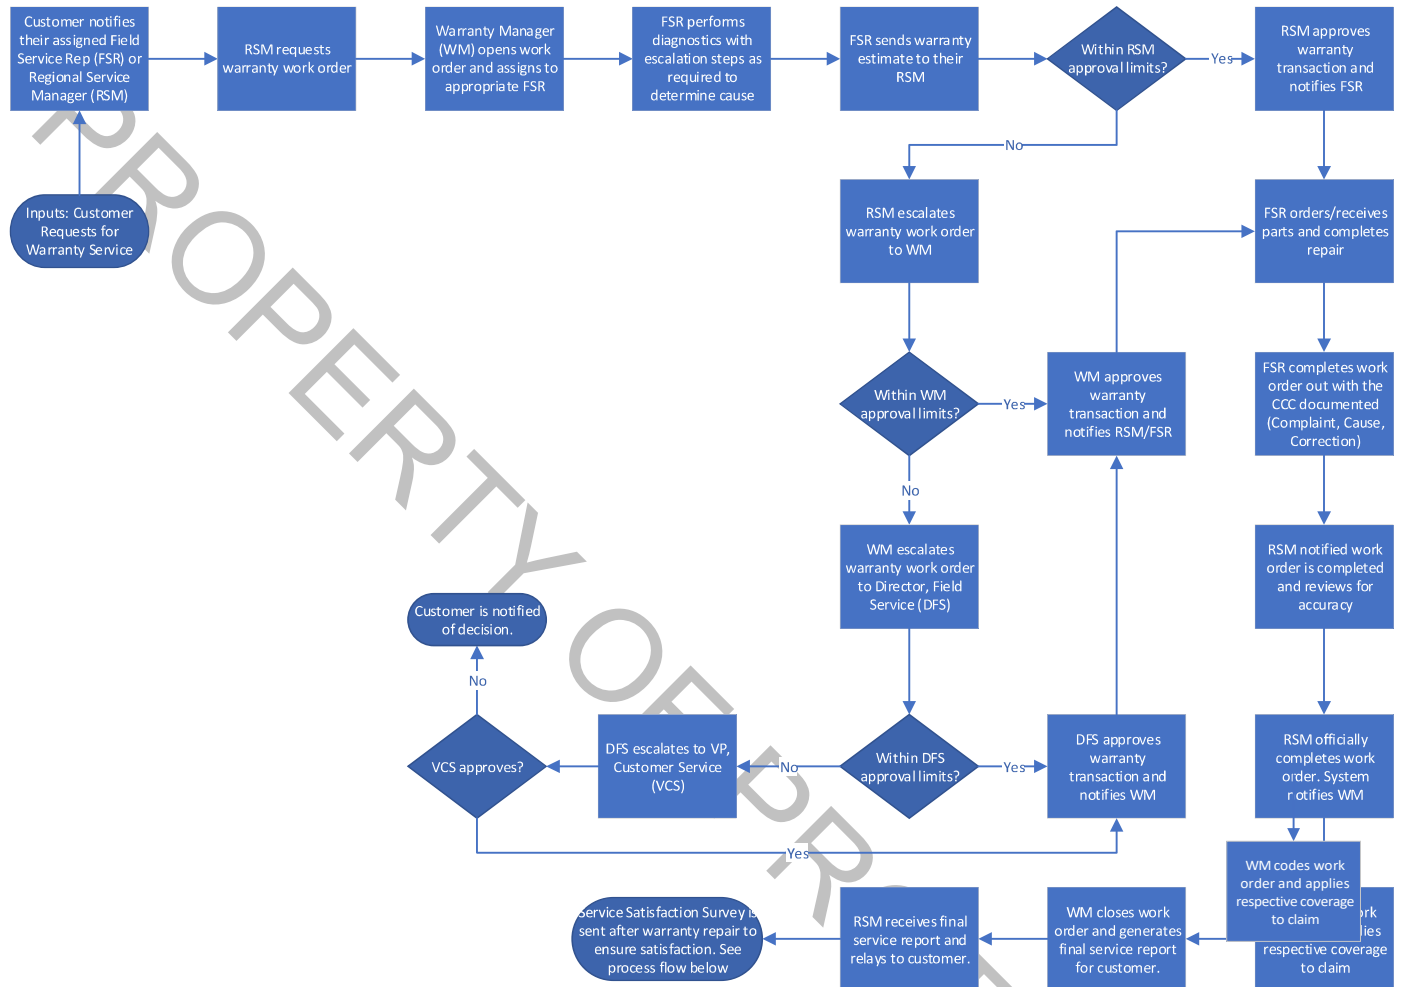 Customer notifies
their assigned Field
Service Rep (FSR) or
Regional Service
Manager (RSM)
RSM requests
warranty work order
Warranty Manager
(WM) opens work
order and assigns to
appropriate FSR
FSR performs
diagnostics with
escalation steps as
required to
determine cause
FSR sends warranty
estimate to their
RSM
Within RSM
approval limits?
Yes
RSM approves
warranty
transaction and
notifies FSR
No
Inputs: Customer
Requests for
Warranty Service
RSM escalates
warranty work order
to WM
FSR orders/receives
parts and completes
repair
Within WM
approval limits?
Yes
WM approves
warranty
transaction and
notifies RSM/FSR
FSR completes work
order out with the
CCC documented
(Complaint, Cause,
Correction)
No
WM escalates
warranty work order
to Director, Field
Service (DFS)
RSM notified work
order is completed
and reviews for
accuracy
Customer is notified
of decision.
No
VCS approves?
DFS escalates to VP,
Customer Service
(VCS)
No
Within DFS
approval limits?
Yes
DFS approves
warranty
transaction and
notifies WM
RSM officially
completes work
order. System
notifies WM
Yes
WM codes work
order and applies
respective coverage
to claim
Service Satisfaction Survey is
sent after warranty repair to
ensure satisfaction. See
process flow below
RSM receives final
service report and
relays to customer.
WM closes work
order and generates
final service report
for customer.
respective coverage
to claim
PROPERTY OF PRO